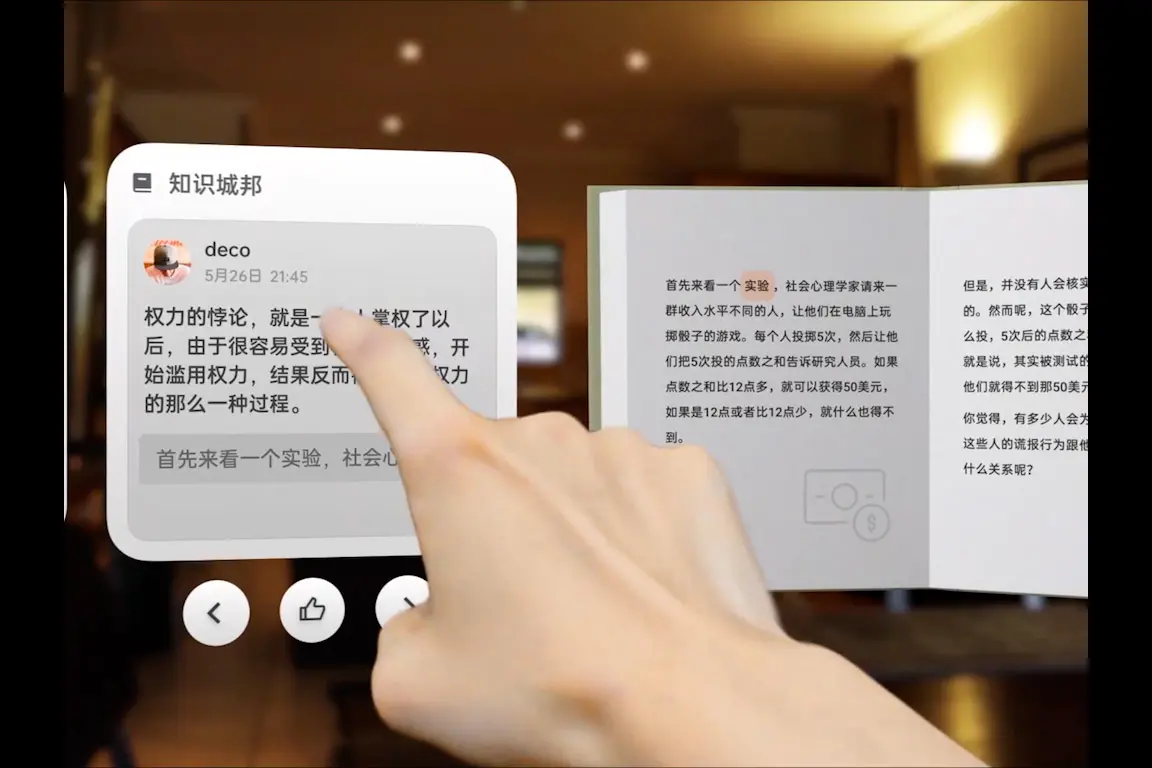 知识城邦
deco
5月26日 21:45
权力的悖论,就是一 人掌权了以
后,由于很容易受到 惑,开
始滥用权力,结果反而 权力
的那么一种过程。
首先来看一个实验,社会心
首先来看一个实验,社会心理学家请来一
群收入水平不同的人,让他们在电脑上玩
掷骰子的游戏。每个人投掷5次,然后让他
们把5次投的点数之和告诉研究人员。如果
点数之和比12点多,就可以获得50美元,
如果是12点或者比12点少,就什么也得不
到。
$
但是,并没有人会核实
的。然而呢,这个骰子
么投,5次后的点数之
就是说,其实被测试的
他们就得不到那50美元
你觉得,有多少人会为
这些人的谎报行为跟他
什么关系呢?